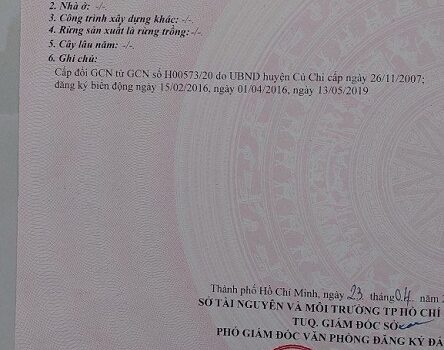 2. Nhà ở: -/-.
3. Công trình xây dựng khác: -/-.
4. Rừng sản xuất là rừng trồng: -/-.
5. Cây lâu năm: -/-.
6. Ghi chú:
Cấp đổi GCN từ GCN số H00573/20 do UBND huyện Củ Chi cấp ngày 26/11/2007;
đăng ký biến động ngày 15/02/2016, ngày 01/04/2016, ngày 13/05/2019
Thành phố Hồ Chí Minh, ngày 23 tháng 04 năm
SỞ TÀI NGUYÊN VÀ MÔI TRƯỜNG TP HỒ CHÍ
TUQ. GIÁM ĐỐC SỞ
PHÓ GIÁM ĐỐC VĂN PHÒNG ĐĂNG KÝ ĐẤ